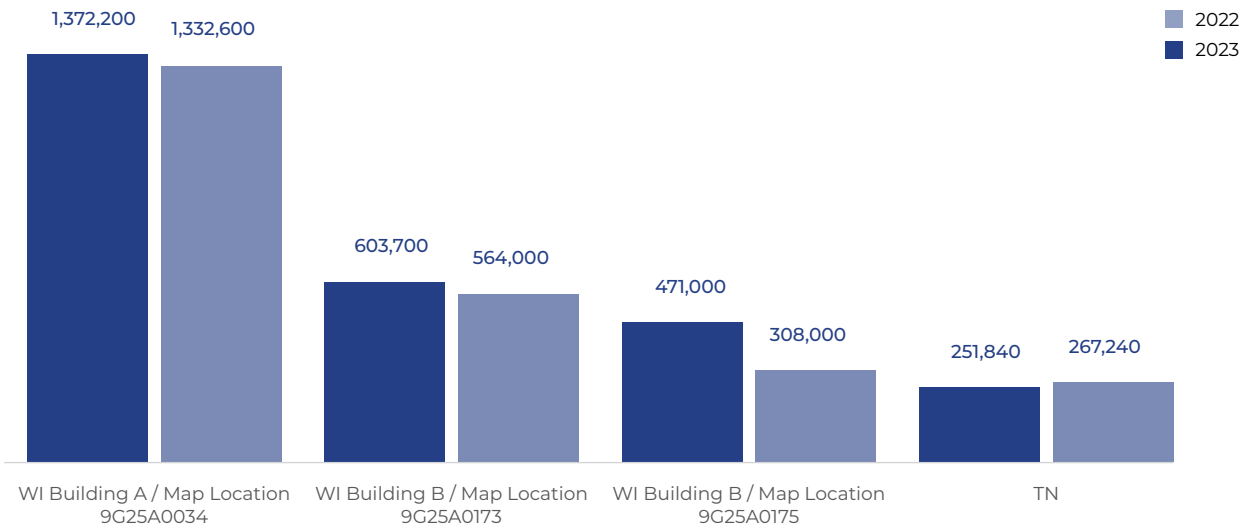 1,372,200
1,332,600
2022
2023
603,700
564,000
471,000
308,000
251,840
267,240
WI Building A / Map Location
9G25A0034
WI Building B / Map Location
9G25A0173
WI Building B / Map Location
9G25A0175
TN